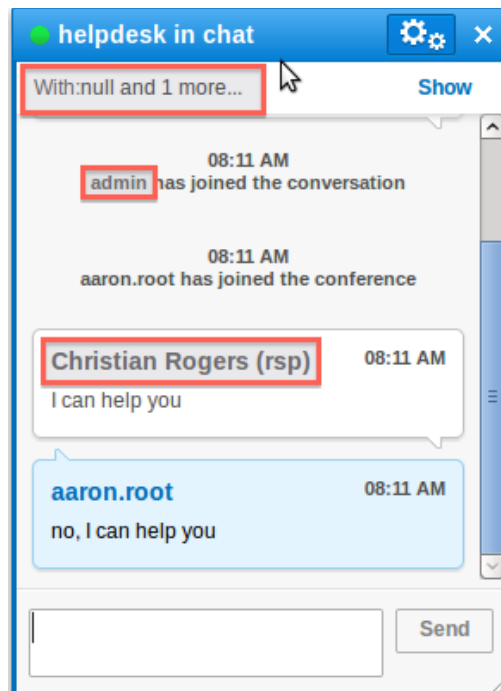 helpdesk in chat
With:null and 1 more...
Show
08:11 AM
admin has joined the conversation
08:11 AM
aaron.root has joined the conference
Christian Rogers (rsp)
08:11 AM
I can help you
aaron.root
08:11 AM
no, I can help you
Send